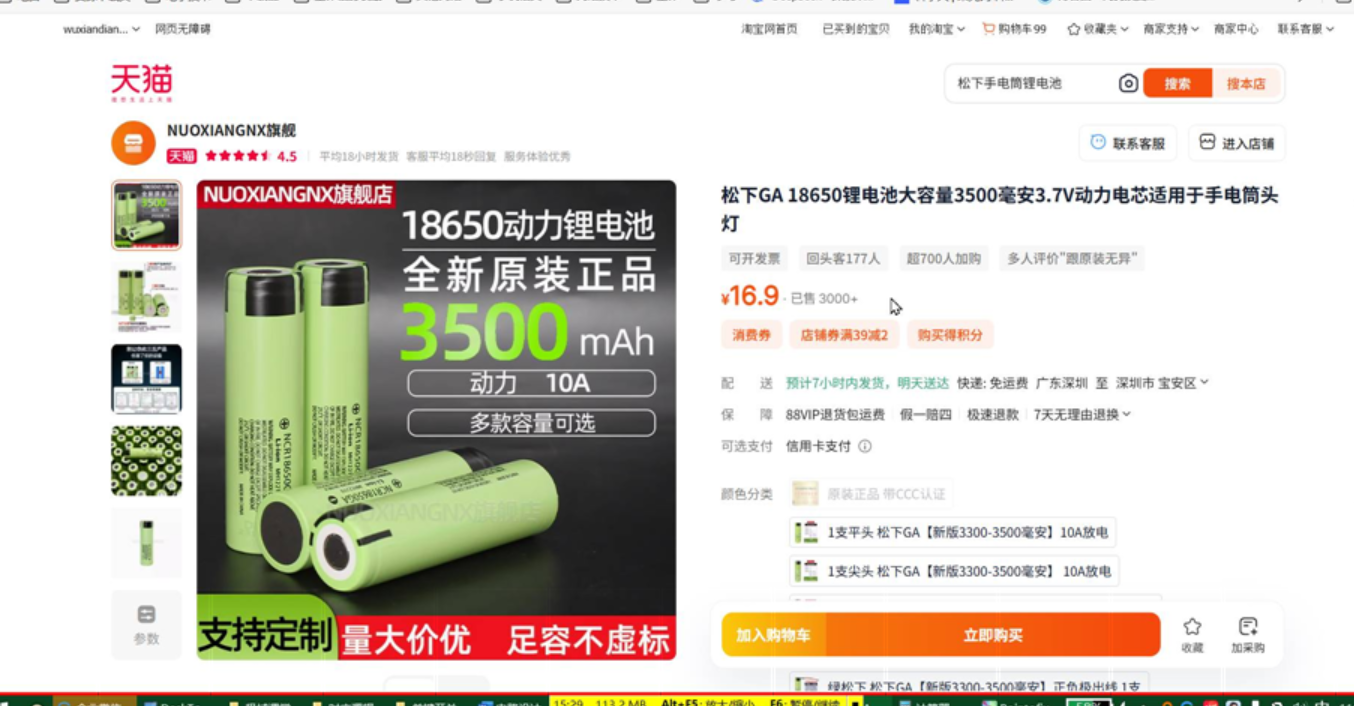 wuxiandian... 网页无障碍 淘宝网首页 已买到的宝贝 我的淘宝 购物车99 收藏夹 商家支持 商家中心 联系客服
天猫
松下手电筒锂电池 搜索 搜本店
NUOXIANGNX旗舰
天猫 4.5 平均18小时发货 客服平均18秒回复 服务体验优秀
联系客服 进入店铺
NUOXIANGNX旗舰店
18650动力锂电池
全新原装正品
3500 mAh
动力 10A
多款容量可选
NCR18650GA
NUOXIANGNX旗舰店
支持定制 量大价优 足容不虚标
参数
松下GA 18650锂电池大容量3500毫安3.7V动力电芯适用于手电筒头
灯
可开发票 回头客177人 超700人加购 多人评价"跟原装无异"
¥16.9 · 已售 3000+
消费券 店铺券满39减2 购买得积分
配 送 预计7小时内发货，明天送达 快递: 免运费 广东深圳 至 深圳市 宝安区
保 障 88VIP退货包运费 假一赔四 极速退款 7天无理由退换
可选支付 信用卡支付
颜色分类 原装正品 带CCC认证
1支平头 松下GA【新版3300-3500毫安】10A放电
1支尖头 松下GA【新版3300-3500毫安】 10A放电
加入购物车 立即购买 收藏 加采购
绿松下 松下GA【新版3300-3500毫安】正负极出线 1支